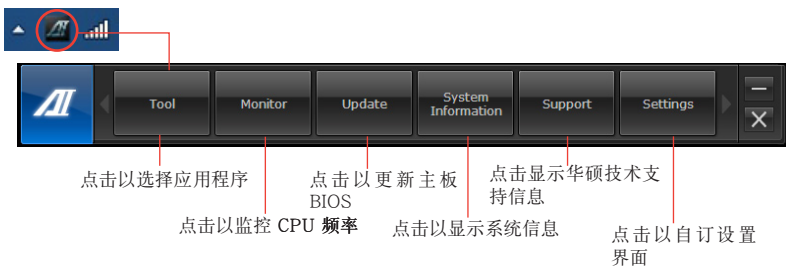 Tool
Monitor
Update
System
Information
Support
Settings
点击以选择应用程序
点击以更新主板
BIOS
点击显示华硕技术支
持信息
点击以监控 CPU 频率
点击以显示系统信息
点击以自订设置
界面